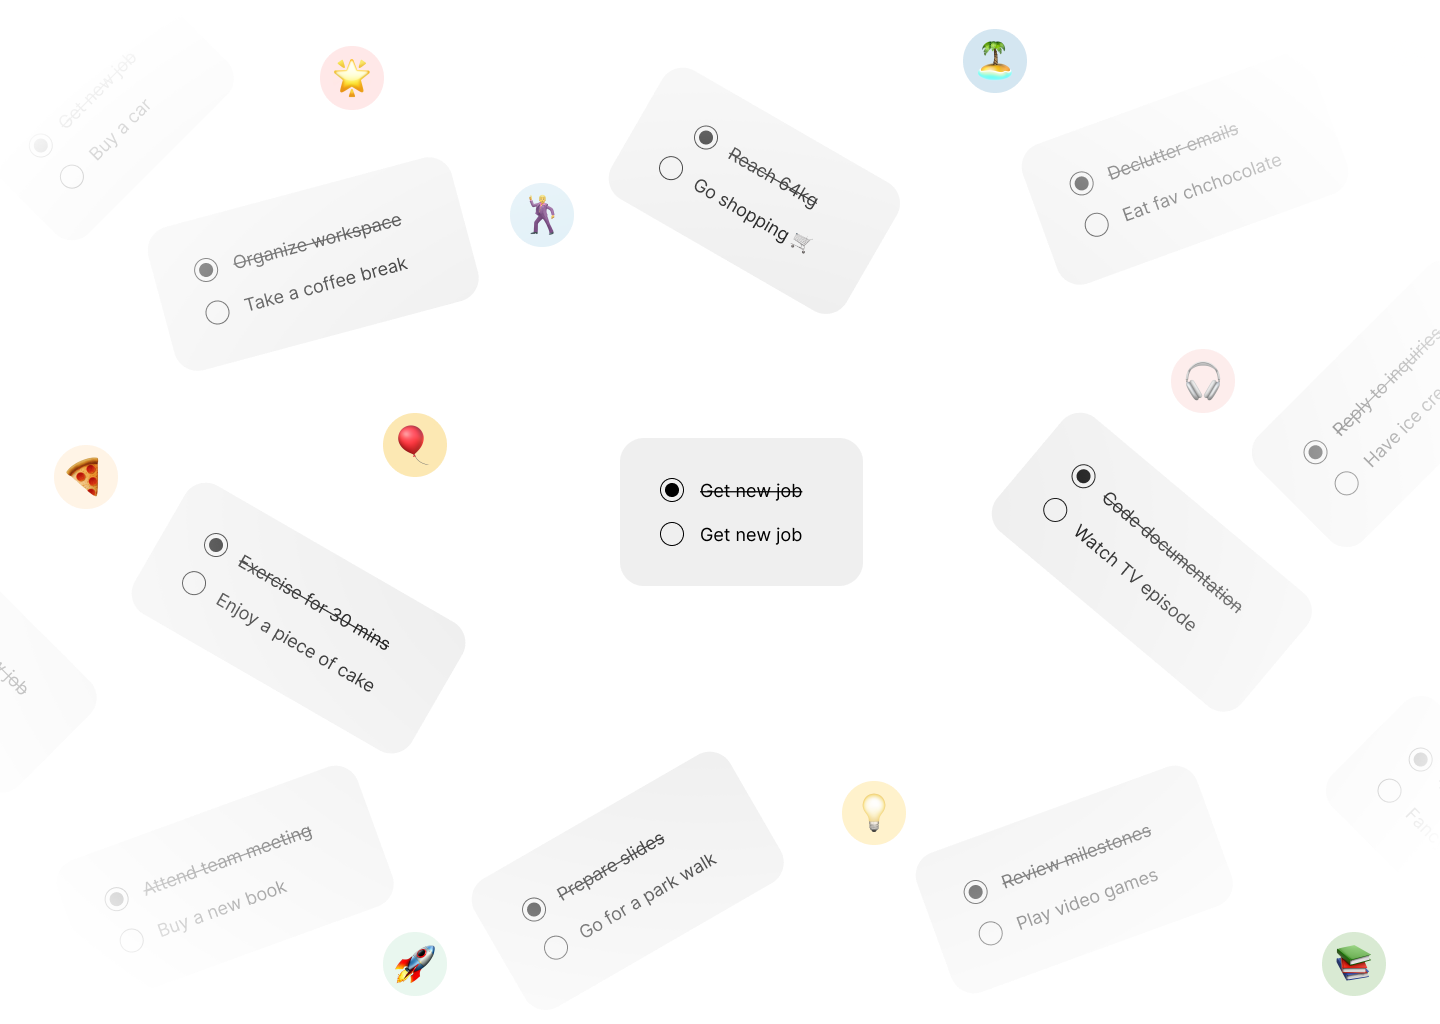 Get new job
Buy a car
Organize workspace
Take a coffee break
Reach 64kg
Go shopping 🛒
Declutter emails
Eat fav chchocolate
Reply to inquiries
Have ice
Get new job
Get new job
Code documentation
Watch TV episode
Exercise for 30 mins
Enjoy a piece of cake
job
Attend team meeting
Buy a new book
Prepare slides
Go for a park walk
Review milestones
Play video games